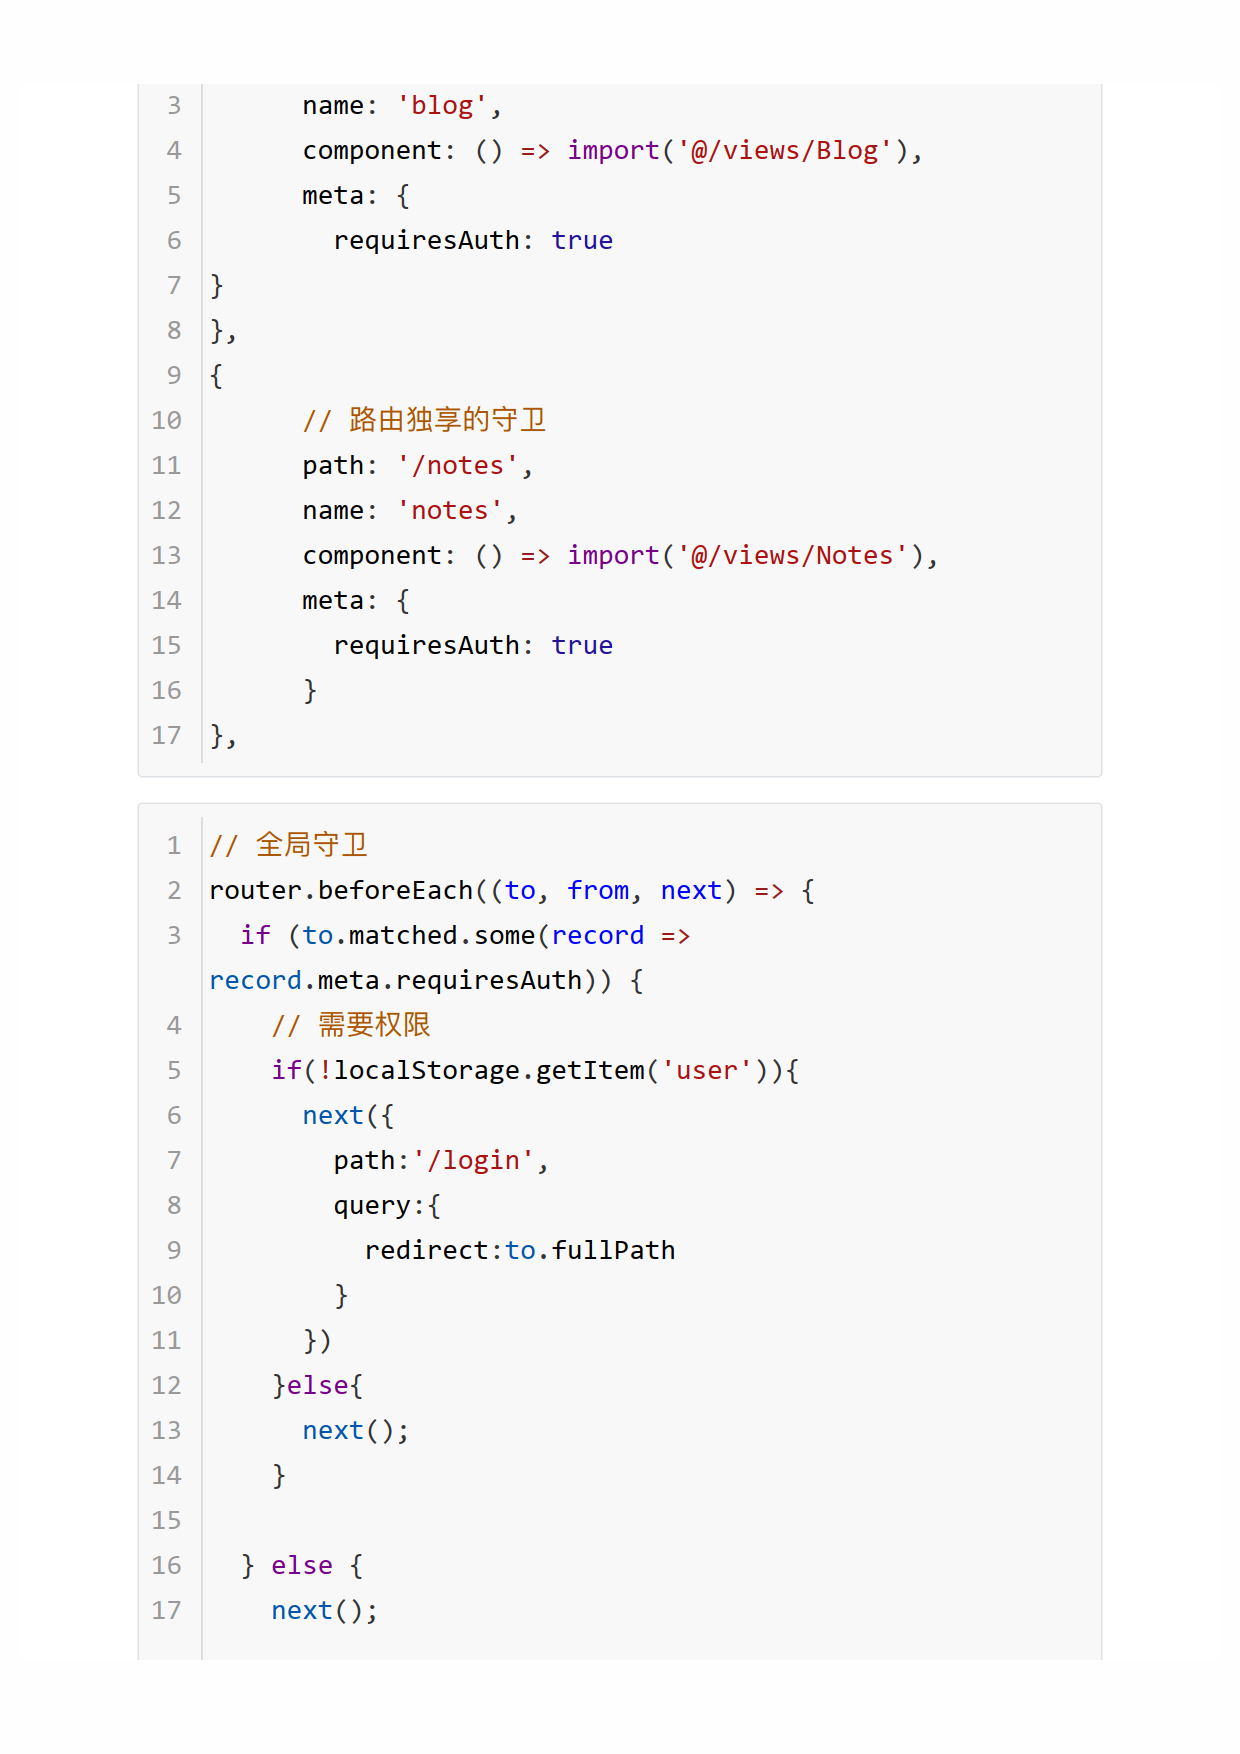 3       name: 'blog',
4       component: () => import('@/views/Blog'),
5       meta: {
6         requiresAuth: true
7 }
8 },
9 {
10       // 路由独享的守卫
11       path: '/notes',
12       name: 'notes',
13       component: () => import('@/views/Notes'),
14       meta: {
15         requiresAuth: true
16       }
17 },
1 // 全局守卫
2 router.beforeEach((to, from, next) => {
3   if (to.matched.some(record =>
record.meta.requiresAuth)) {
4     // 需要权限
5     if(!localStorage.getItem('user')){
6       next({
7         path:'/login',
8         query:{
9           redirect:to.fullPath
10         }
11       })
12     }else{
13       next();
14     }
15
16   } else {
17     next();